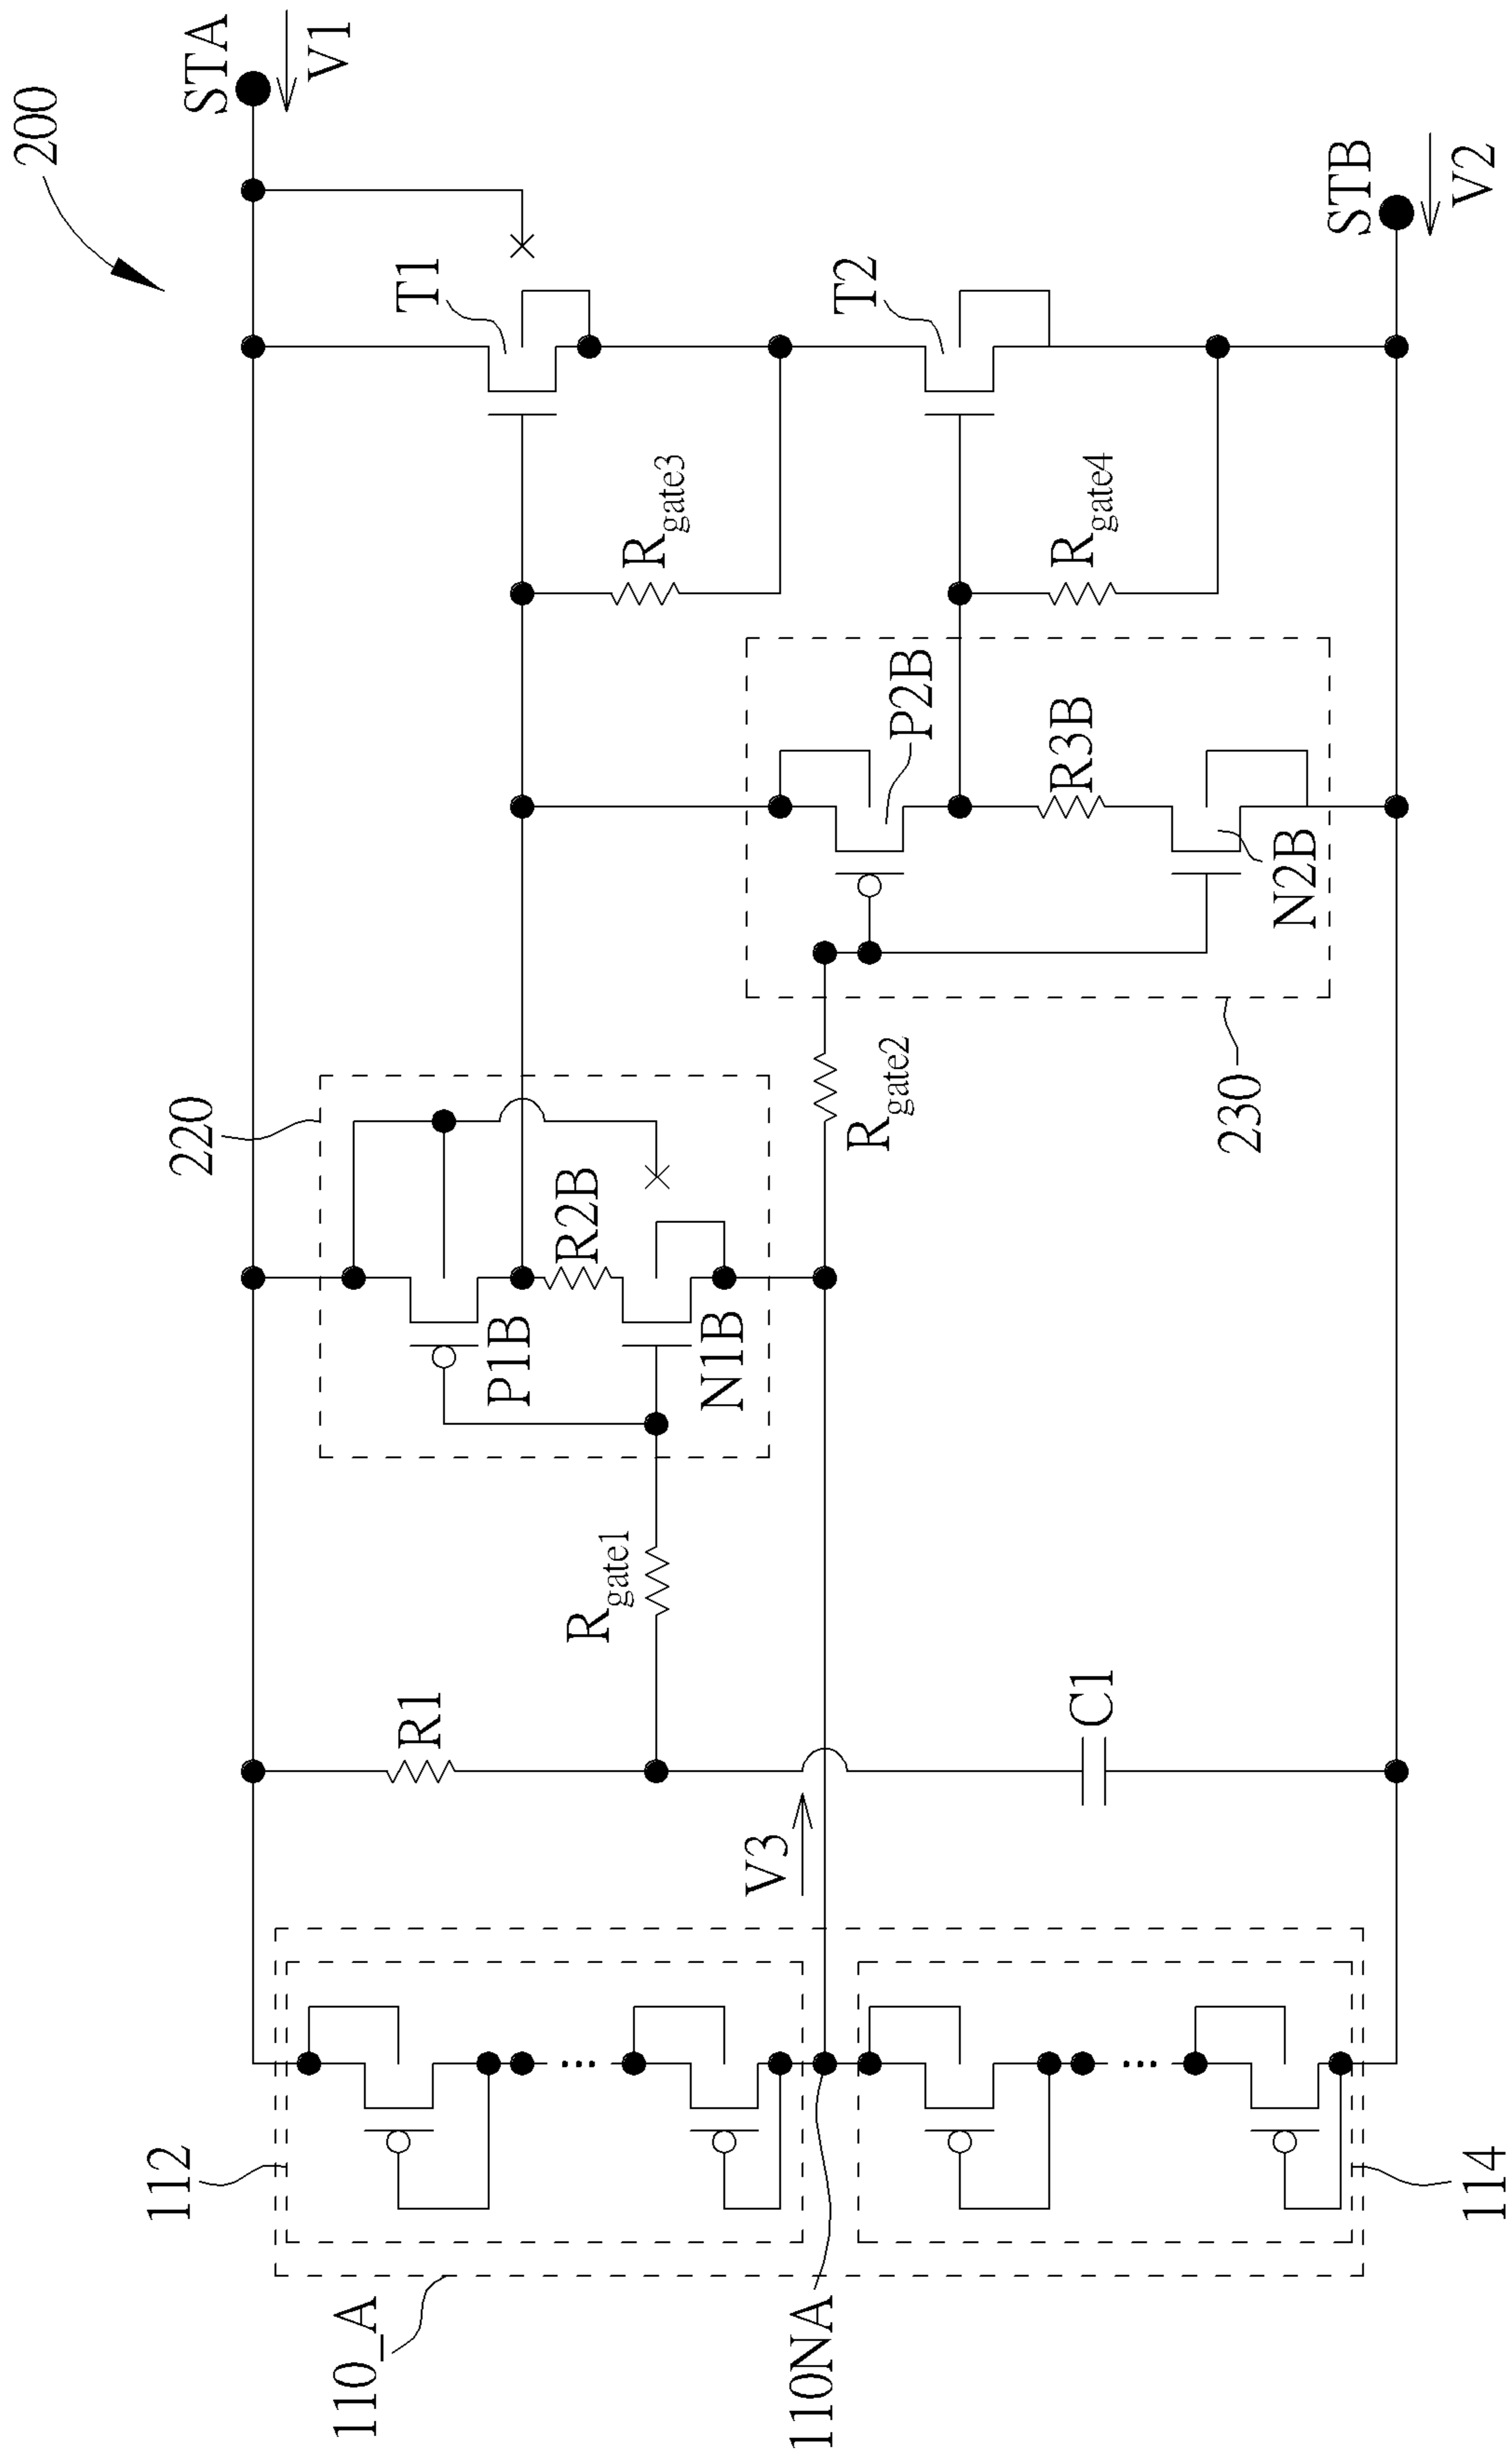 200
STA
V1
T1
T2
STB
V2
Rgate3
Rgate4
220
P2B
R3B
N2B
R2B
P1B
N1B
Rgate2
230
Rgate1
R1
C1
V3
112
110_A
110NA
114